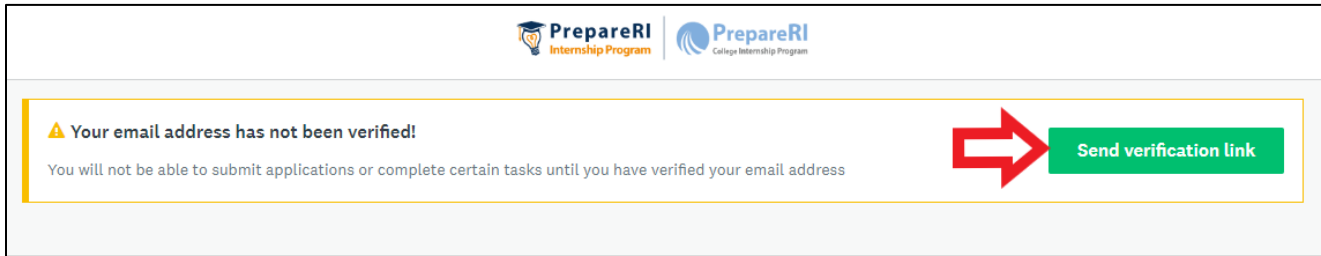 PrepareRI
Internship Program
PrepareRI
College Internship Program
Your email address has not been verified!
You will not be able to submit applications or complete certain tasks until you have verified your email address
Send verification link